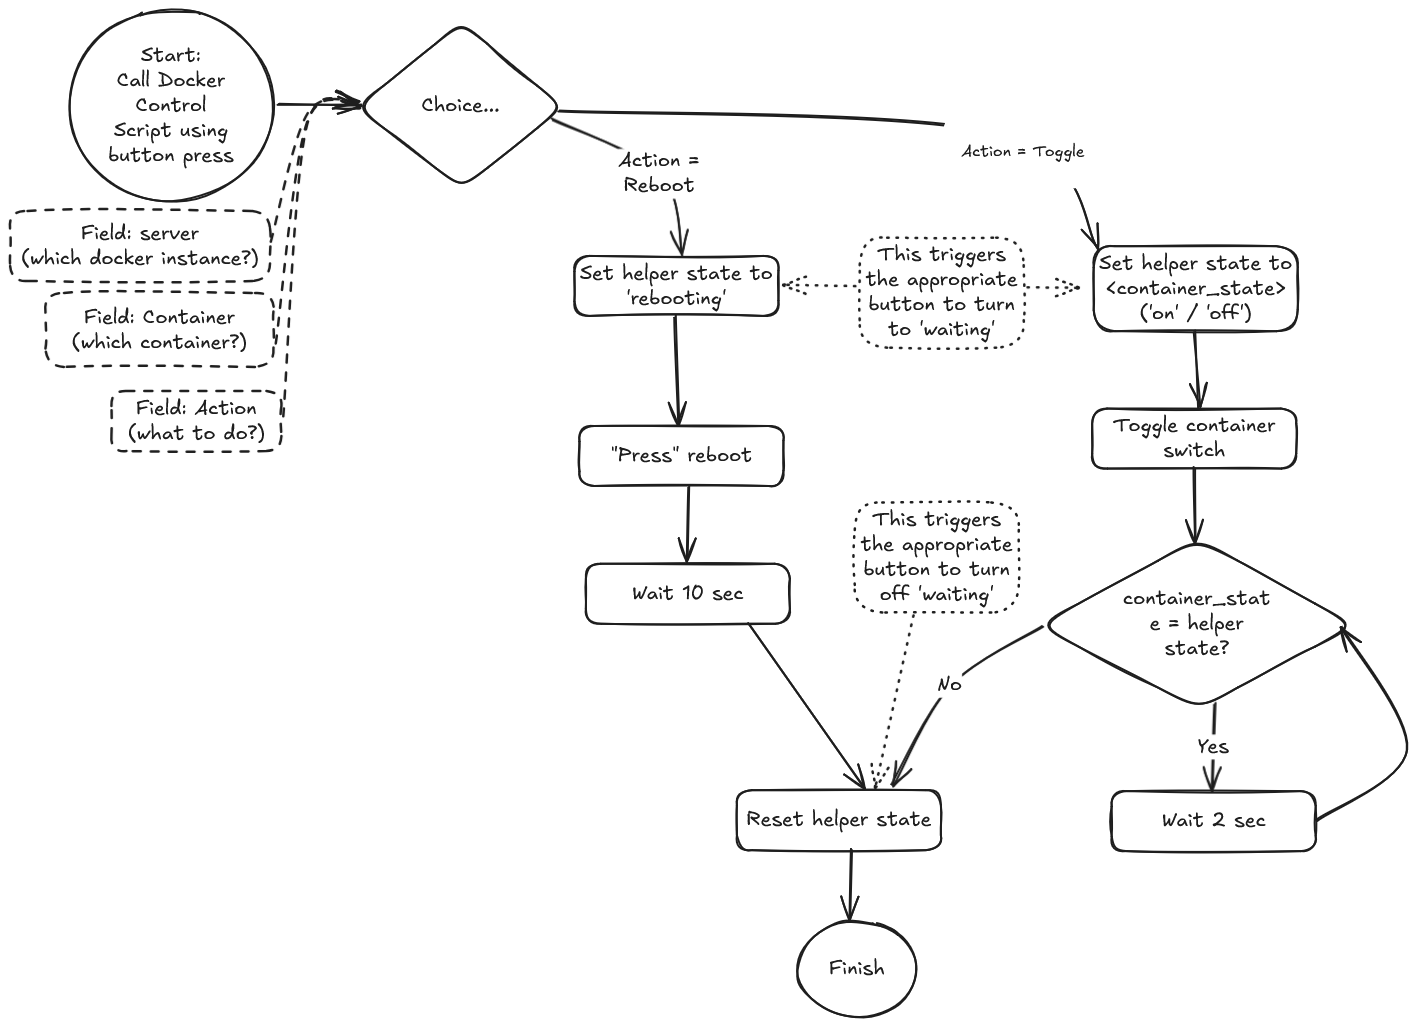 Start:
Call Docker
Control
Script using
button press
Choice...
Field: server
(which docker instance?)
Field: Container
(which container?)
Field: Action
(what to do?)
Action =
Reboot
Action = Toggle
Set helper state to
'rebooting'
This triggers
the appropriate
button to turn
to 'waiting'
Set helper state to
<container_state>
('on' / 'off')
"Press" reboot
Toggle container
switch
Wait 10 sec
This triggers
the appropriate
button to turn
off 'waiting'
container_stat
e = helper
state?
No
Yes
Reset helper state
Wait 2 sec
Finish